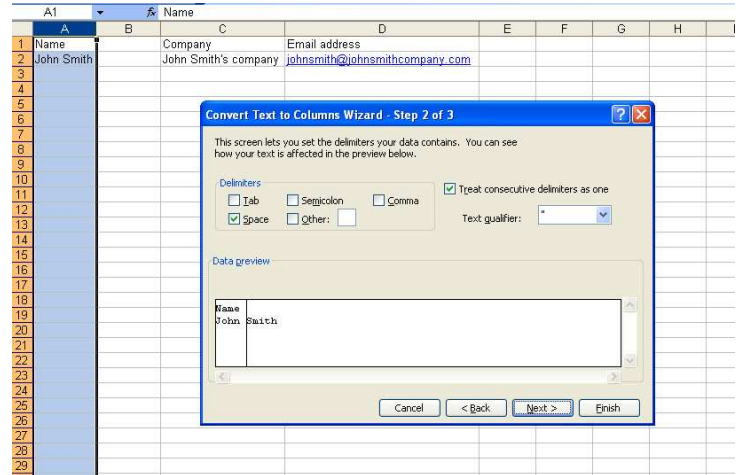 A1 fx Name
A B C D E F G H
1 Name Company Email address
2 John Smith John Smith's company johnsmith@johnsmithcompany.com
3
4
5
6
7
8
9
10
11
12
13
14
15
16
17
18
19
20
21
22
23
24
25
26
27
28
29
Convert Text to Columns Wizard - Step 2 of 3
This screen lets you set the delimiters your data contains. You can see
how your text is affected in the preview below.
Delimiters
Tab Semicolon Comma
Space Other:
Treat consecutive delimiters as one
Text qualifier: "
Data preview
Name
John Smith
Cancel < Back Next > Finish